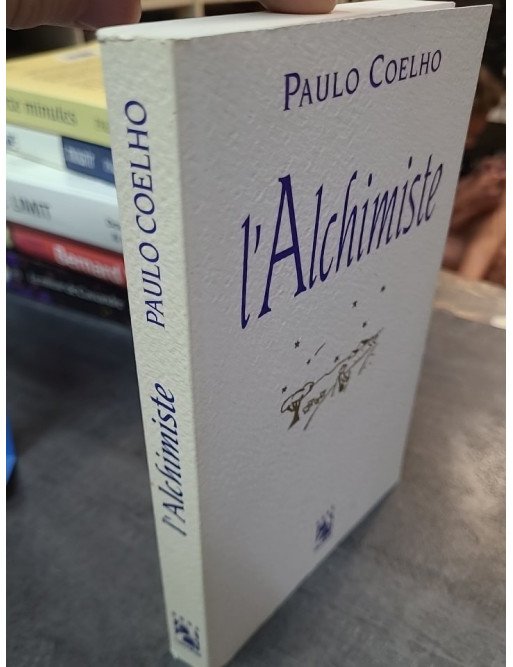 PAULO COELHO
l'Alchimiste
PAULO COELHO
l'Alchimiste
minutes
Bernard